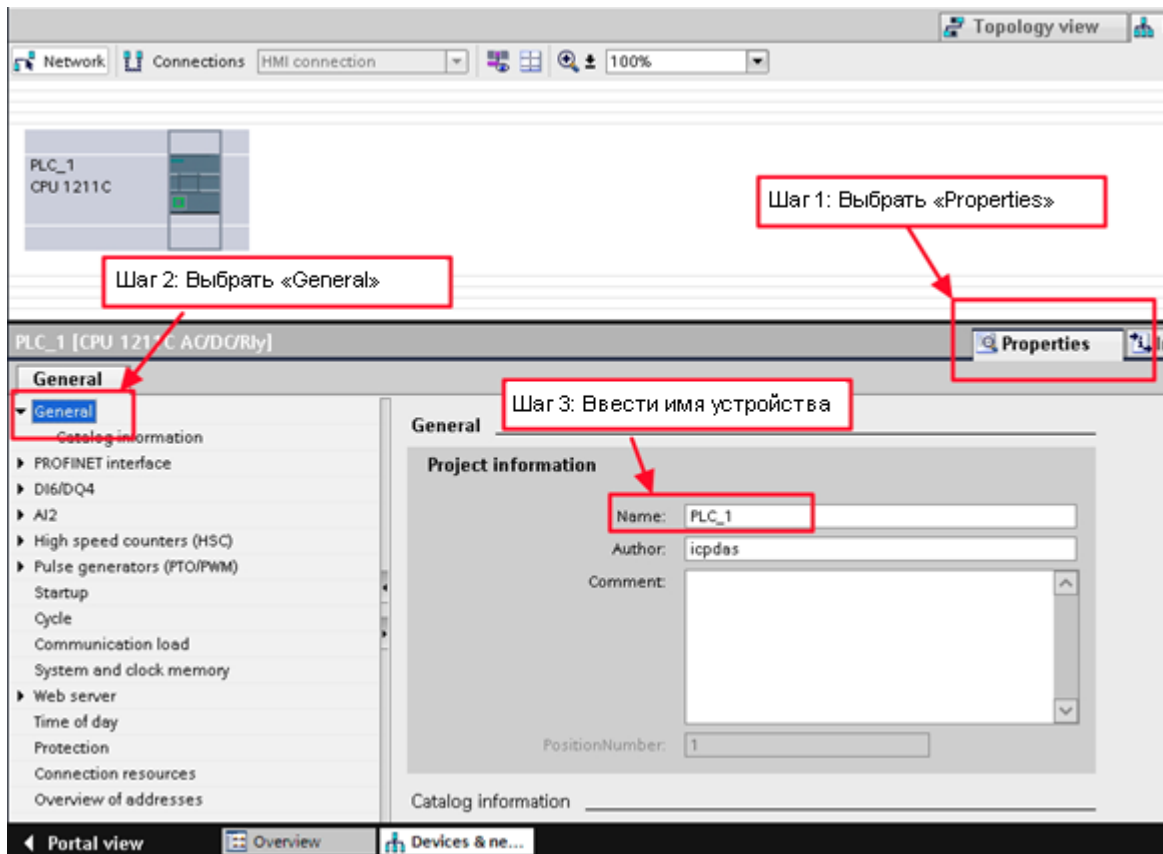 Topology view
Network Connections HMI connection 100%
PLC_1
CPU 1211C
Шаг 1: Выбрать «Properties»
Шаг 2: Выбрать «General»
PLC_1 [CPU 1211C AC/DC/Rly]
Properties
General
Шаг 3: Ввести имя устройства
General
Catalog information
PROFINET interface
DI6/DQ4
AI2
High speed counters (HSC)
Pulse generators (PTO/PWM)
Startup
Cycle
Communication load
System and clock memory
Web server
Time of day
Protection
Connection resources
Overview of addresses
General
Project information
Name: PLC_1
Author: icpdas
Comment:
PositionNumber: 1
Catalog information
Portal view
Overview
Devices & ne...